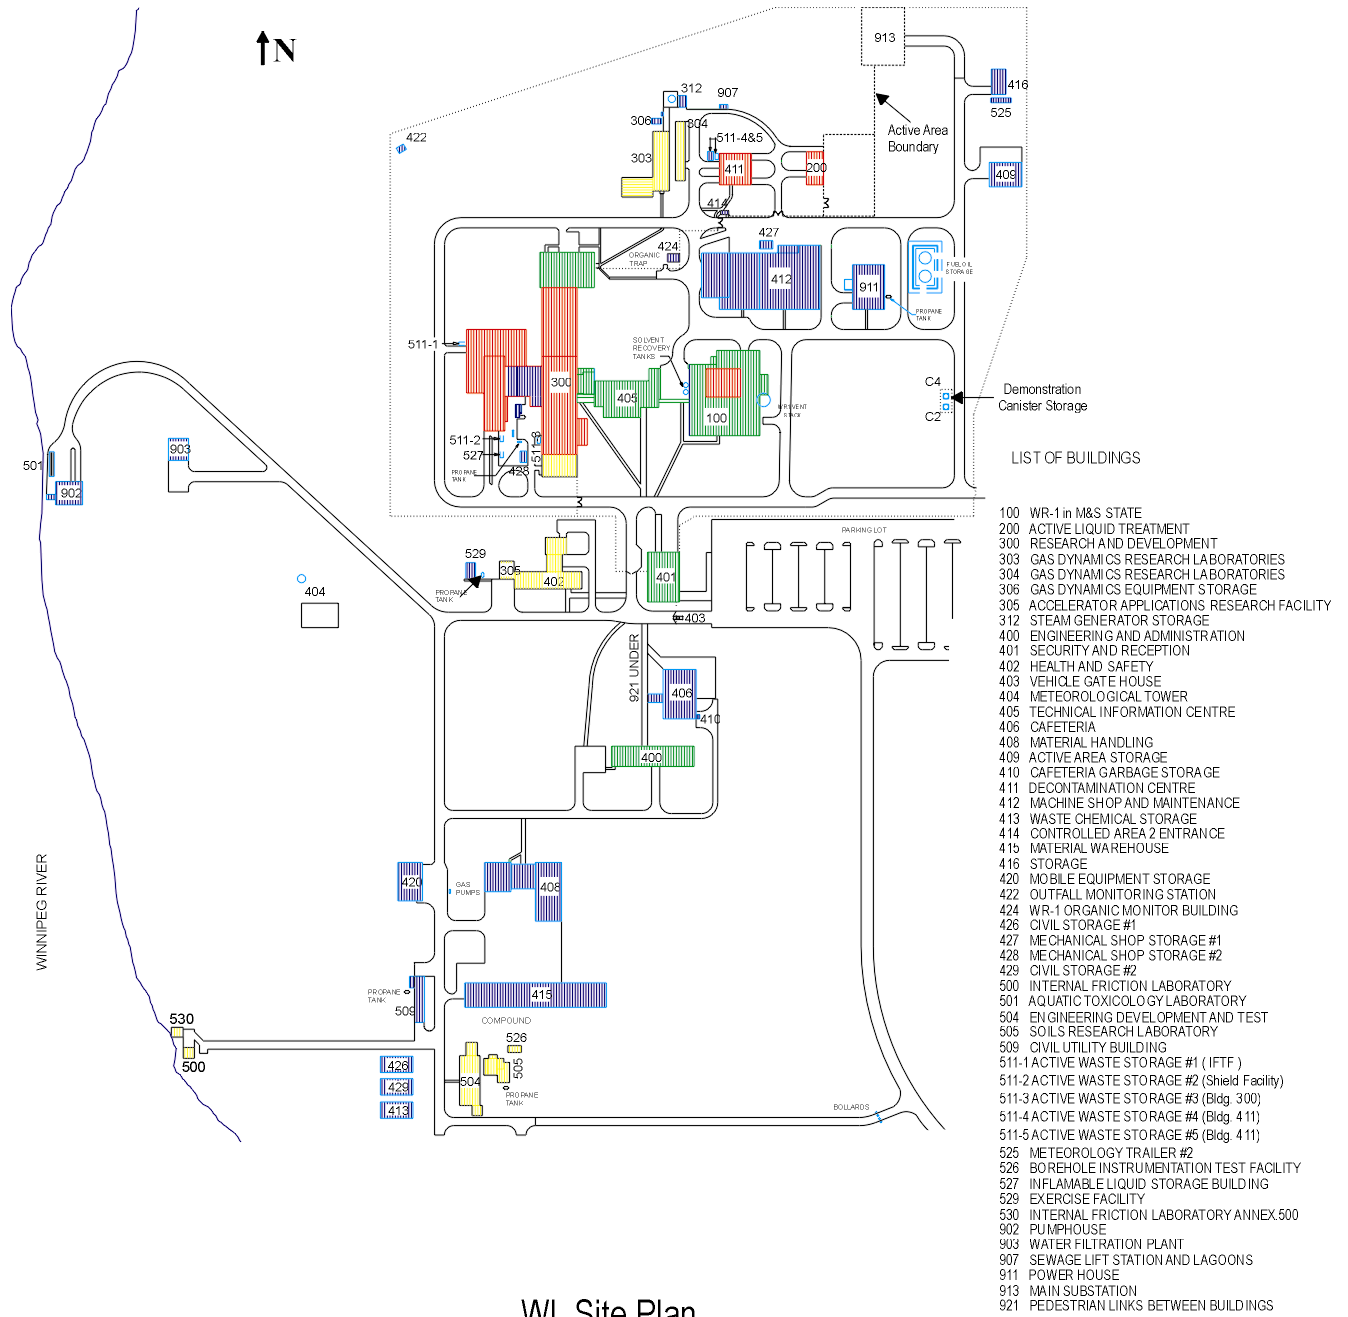 N
913
416
525
Active Area
Boundary
312
907
306
304
511-4&5
422
303
411
200
409
414
427
424
ORGANIC
TRAP
412
911
FUEL OIL
STORAGE
PROPANE
TANK
511-1
SOLVENT
RECOVERY
TANKS
300
405
100
WR1 VENT
STACK
C4
C2
Demonstration
Canister Storage
511-2
527
511-3
428
PROPANE
TANK
903
501
902
LIST OF BUILDINGS
PARKING LOT
529
305
402
401
PROPANE
TANK
404
403
921 UNDER
406
410
400
WINNIPEG RIVER
420
GAS
PUMPS
408
PROPANE
TANK
509
415
COMPOUND
530
500
526
505
504
426
429
413
PROPANE
TANK
BOLLARDS
100 WR-1 in M&S STATE
200 ACTIVE LIQUID TREATMENT
300 RESEARCH AND DEVELOPMENT
303 GAS DYNAMICS RESEARCH LABORATORIES
304 GAS DYNAMICS RESEARCH LABORATORIES
306 GAS DYNAMICS EQUIPMENT STORAGE
305 ACCELERATOR APPLICATIONS RESEARCH FACILITY
312 STEAM GENERATOR STORAGE
400 ENGINEERING AND ADMINISTRATION
401 SECURITY AND RECEPTION
402 HEALTH AND SAFETY
403 VEHICLE GATE HOUSE
404 METEOROLOGICAL TOWER
405 TECHNICAL INFORMATION CENTRE
406 CAFETERIA
408 MATERIAL HANDLING
409 ACTIVE AREA STORAGE
410 CAFETERIA GARBAGE STORAGE
411 DECONTAMINATION CENTRE
412 MACHINE SHOP AND MAINTENANCE
413 WASTE CHEMICAL STORAGE
414 CONTROLLED AREA 2 ENTRANCE
415 MATERIAL WAREHOUSE
416 STORAGE
420 MOBILE EQUIPMENT STORAGE
422 OUTFALL MONITORING STATION
424 WR-1 ORGANIC MONITOR BUILDING
426 CIVIL STORAGE #1
427 MECHANICAL SHOP STORAGE #1
428 MECHANICAL SHOP STORAGE #2
429 CIVIL STORAGE #2
500 INTERNAL FRICTION LABORATORY
501 AQUATIC TOXICOLOGY LABORATORY
504 ENGINEERING DEVELOPMENT AND TEST
505 SOILS RESEARCH LABORATORY
509 CIVIL UTILITY BUILDING
511-1 ACTIVE WASTE STORAGE #1 ( IFTF )
511-2 ACTIVE WASTE STORAGE #2 (Shield Facility)
511-3 ACTIVE WASTE STORAGE #3 (Bldg. 300)
511-4 ACTIVE WASTE STORAGE #4 (Bldg. 411)
511-5 ACTIVE WASTE STORAGE #5 (Bldg. 411)
525 METEOROLOGY TRAILER #2
526 BOREHOLE INSTRUMENTATION TEST FACILITY
527 INFLAMABLE LIQUID STORAGE BUILDING
529 EXERCISE FACILITY
530 INTERNAL FRICTION LABORATORY ANNEX.500
902 PUMPHOUSE
903 WATER FILTRATION PLANT
907 SEWAGE LIFT STATION AND LAGOONS
911 POWER HOUSE
913 MAIN SUBSTATION
921 PEDESTRIAN LINKS BETWEEN BUILDINGS
WL Site Plan